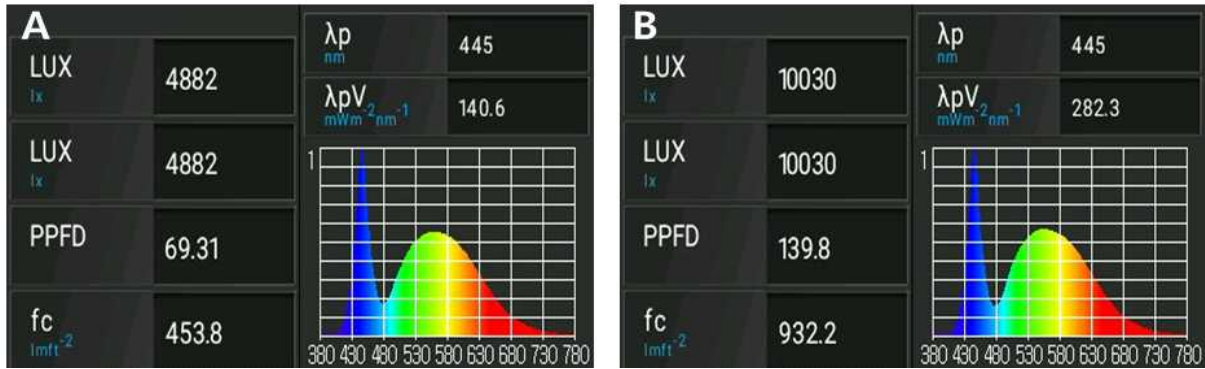 A
LUX
lx
4882
LUX
lx
4882
PPFD
69.31
fc
lmft-2
453.8
λp
nm
445
λpV
mWm-2nm-1
140.6
1
380 430 480 530 580 630 680 730 780
B
LUX
lx
10030
LUX
lx
10030
PPFD
139.8
fc
lmft-2
932.2
λp
nm
445
λpV
mWm-2nm-1
282.3
1
380 430 480 530 580 630 680 730 780